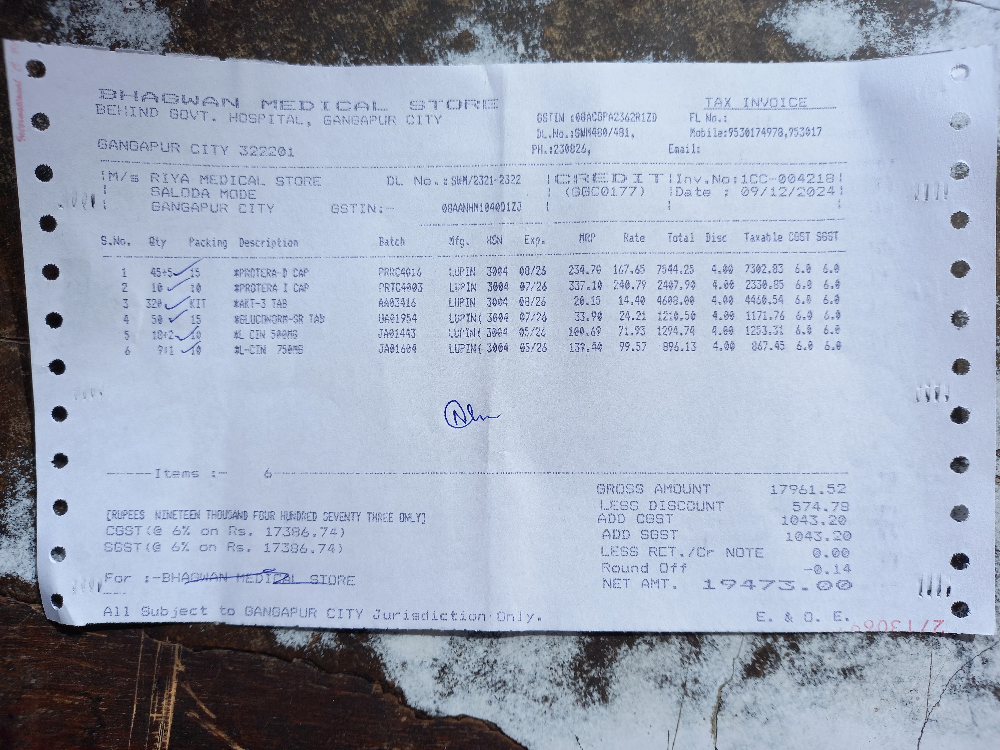 BHAGWAN MEDICAL STORE
BEHIND GOVT. HOSPITAL, GANGAPUR CITY
GANGAPUR CITY 322201
TAX INVOICE
GSTIN :08ACGPA2362R1ZD FL No.:
DL.No.:SWM480/481, Mobile:9530174978,953017
PH.:230826, Email:
M/s RIYA MEDICAL STORE DL No.:SWM/2321-2322 CREDIT Inv.No:1CC-004218
SALODA MODE (GGC0177) Date : 09/12/2024
GANGAPUR CITY GSTIN:- 08AANHM1040Q1ZJ
S.No. Qty Packing Description Batch Mfg. HSN Exp. MRP Rate Total Disc Taxable CGST SGST
1 45+5 15 *PROTERA-D CAP PRRC4016 LUPIN 3004 08/26 234.70 167.65 7544.25 4.00 7302.83 6.0 6.0
2 10 10 *PROTERA I CAP PRTC4003 LUPIN 3004 07/26 337.10 240.79 2407.90 4.00 2330.85 6.0 6.0
3 320 KIT *AKT-3 TAB AA03416 LUPIN 3004 08/26 20.15 14.40 4608.00 4.00 4460.54 6.0 6.0
4 50 15 *GLUCONORM-SR TAB UA01954 LUPIN( 3004 07/26 33.90 24.21 1210.50 4.00 1171.76 6.0 6.0
5 18+2 10 *L CIN 500MG JA01443 LUPIN( 3004 05/26 100.69 71.93 1294.74 4.00 1253.31 6.0 6.0
6 9+1 10 *L-CIN 750MG JA01604 LUPIN( 3004 03/26 139.40 99.57 896.13 4.00 867.45 6.0 6.0
Items :- 6
GROSS AMOUNT 17961.52
LESS DISCOUNT 574.78
ADD CGST 1043.20
ADD SGST 1043.20
LESS RET./Cr NOTE 0.00
Round Off -0.14
NET AMT. 19473.00
[RUPEES NINETEEN THOUSAND FOUR HUNDRED SEVENTY THREE ONLY]
CGST(@ 6% on Rs. 17386.74)
SGST(@ 6% on Rs. 17386.74)
For :-BHAGWAN MEDICAL STORE
All Subject to GANGAPUR CITY Jurisdiction Only. E. & O. E.